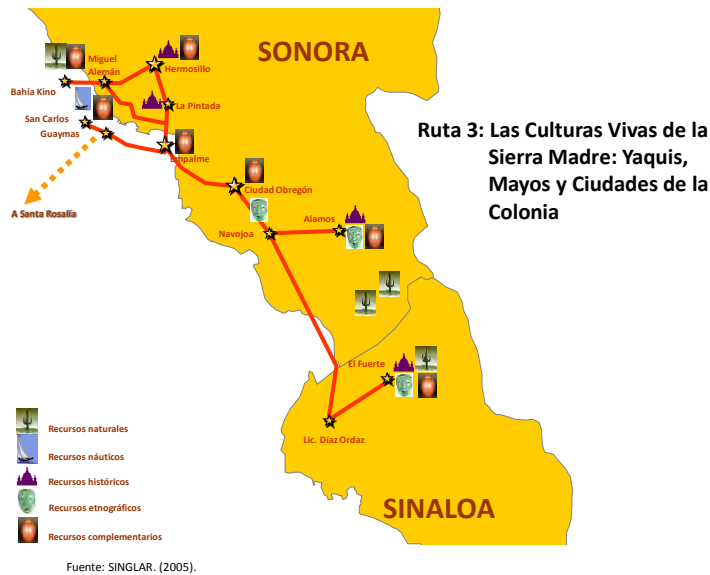 SONORA
Miguel
Alemán
Hermosillo
Bahía Kino
La Pintada
San Carlos
Guaymas
Empalme
Ruta 3: Las Culturas Vivas de la
Sierra Madre: Yaquis,
Mayos y Ciudades de la
Colonia
Ciudad Obregón
A Santa Rosalía
Navojoa
Alamos
El Fuerte
Lic. Díaz Ordaz
Recursos naturales
Recursos náuticos
Recursos históricos
Recursos etnográficos
Recursos complementarios
SINALOA
Fuente: SINGLAR. (2005).